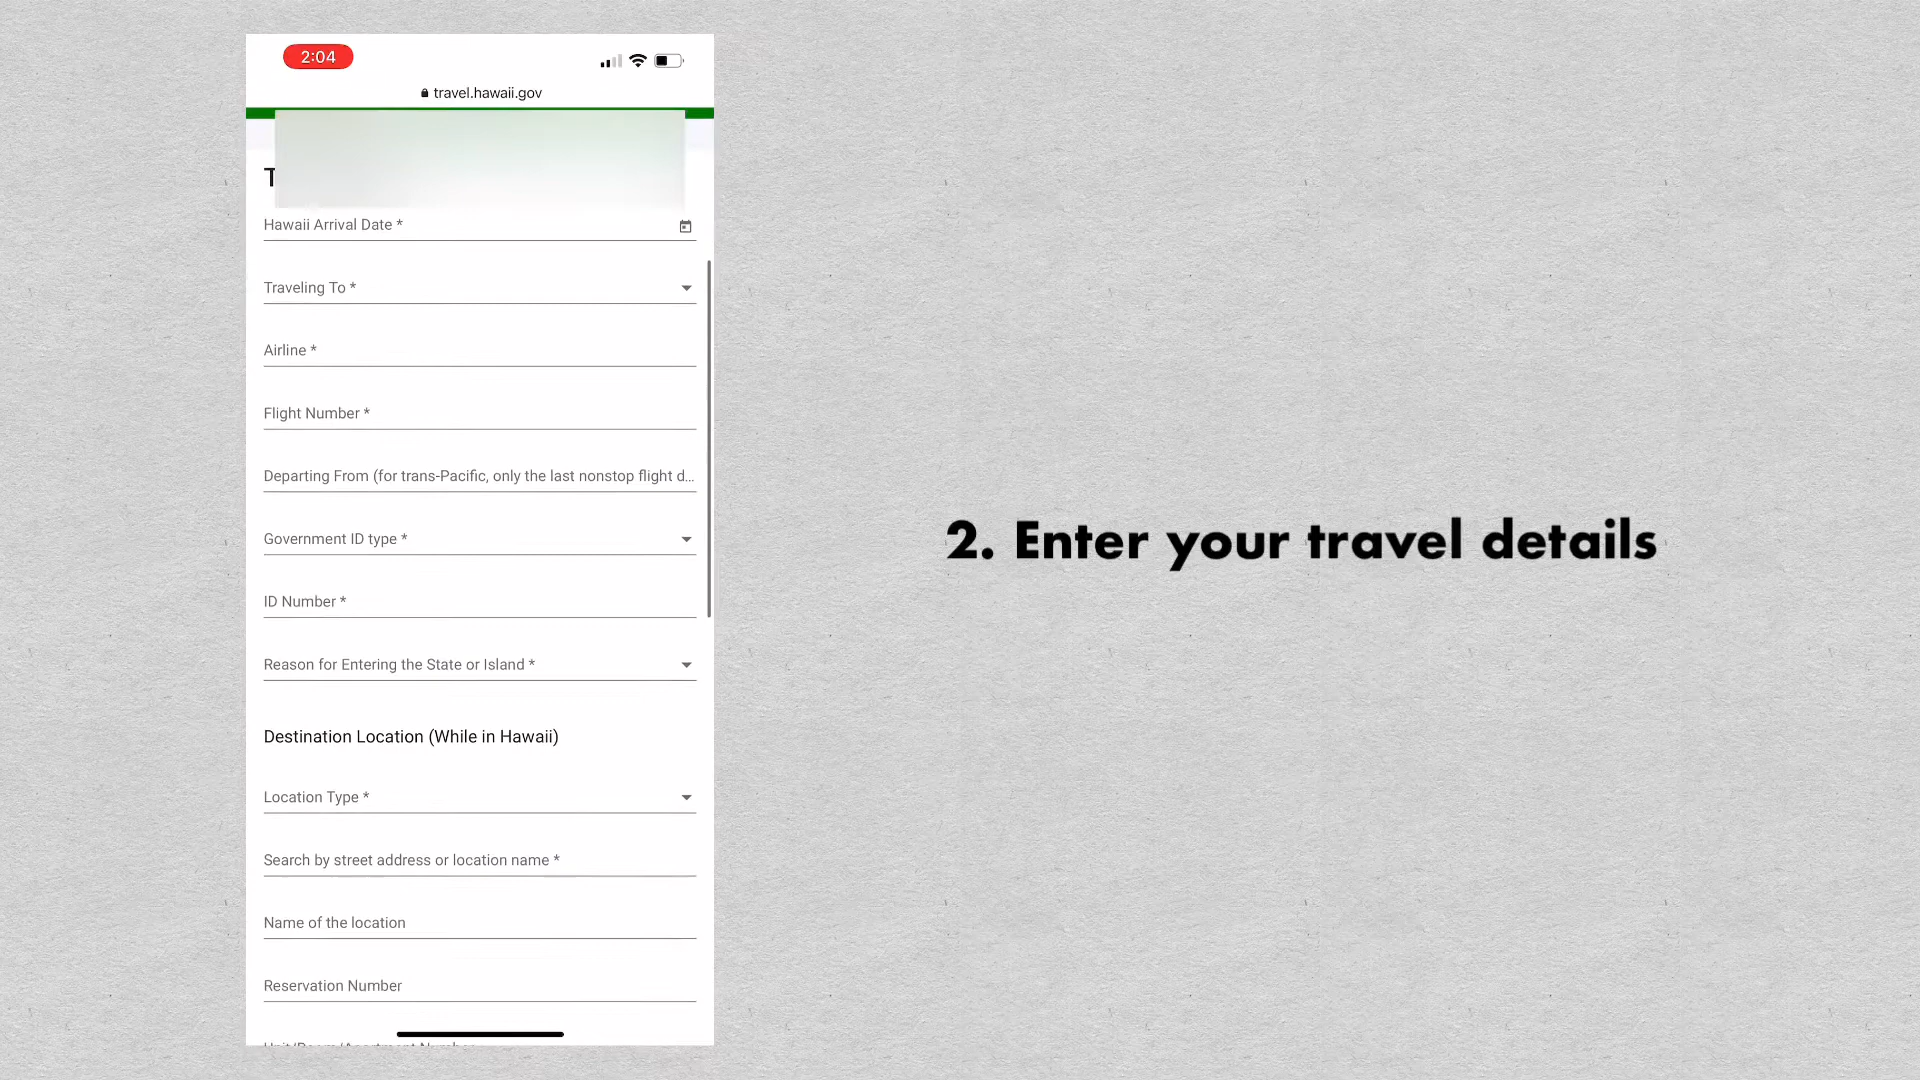 2:04
travel.hawaii.gov
T
Hawaii Arrival Date *
Traveling To *
Airline *
Flight Number *
Departing From (for trans-Pacific, only the last nonstop flight d...
Government ID type *
ID Number *
Reason for Entering the State or Island *
Destination Location (While in Hawaii)
Location Type *
Search by street address or location name *
Name of the location
Reservation Number
2. Enter your travel details